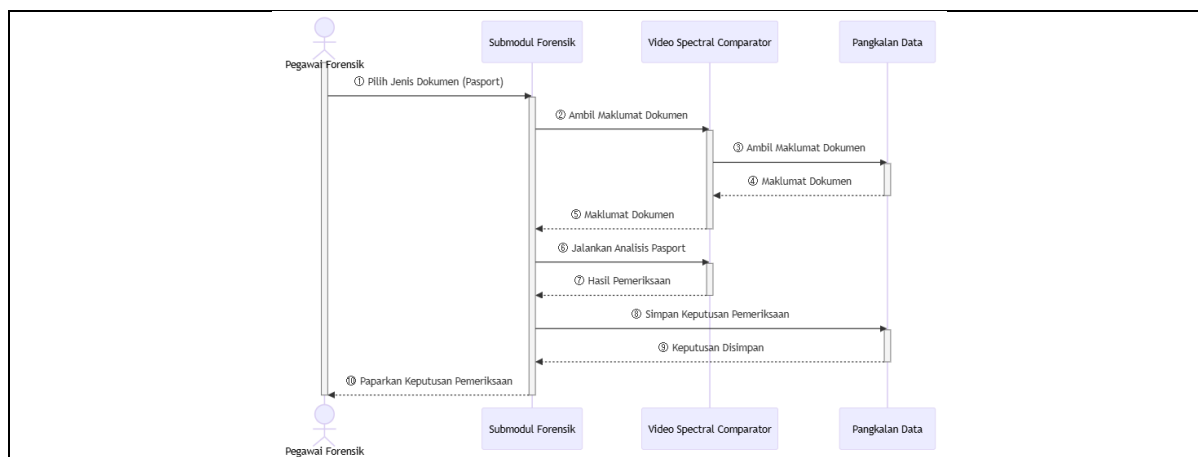 Submodul Forensik
Video Spectral Comparator
Pangkalan Data
Pegawai Forensik
① Pilih Jenis Dokumen (Pasport)
② Ambil Maklumat Dokumen
③ Ambil Maklumat Dokumen
④ Maklumat Dokumen
⑤ Maklumat Dokumen
⑥ Jalankan Analisis Pasport
⑦ Hasil Pemeriksaan
⑧ Simpan Keputusan Pemeriksaan
⑨ Keputusan Disimpan
⑩ Paparkan Keputusan Pemeriksaan
Submodul Forensik
Video Spectral Comparator
Pangkalan Data
Pegawai Forensik